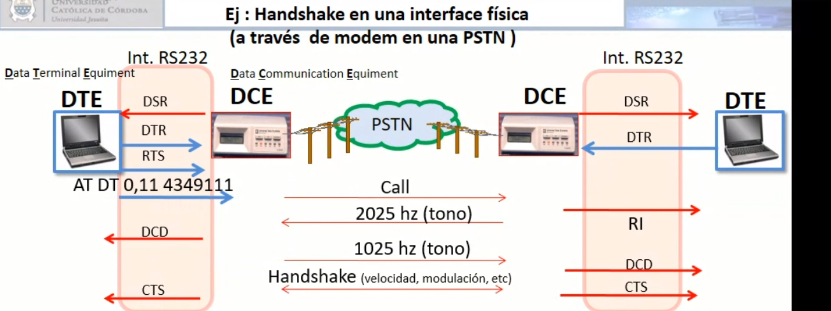 UNIVERSIDAD
CATÓLICA DE CÓRDOBA
Universidad Jesuita
Ej : Handshake en una interface física
(a través de modem en una PSTN )
Int. RS232
Int. RS232
Data Terminal Equiment
Data Communication Equiment
DTE
DSR
DCE
PSTN
DCE
DSR
DTE
DTR
DTR
RTS
AT DT 0,11 4349111
Call
2025 hz (tono)
RI
DCD
1025 hz (tono)
DCD
Handshake (velocidad, modulación, etc)
CTS
CTS